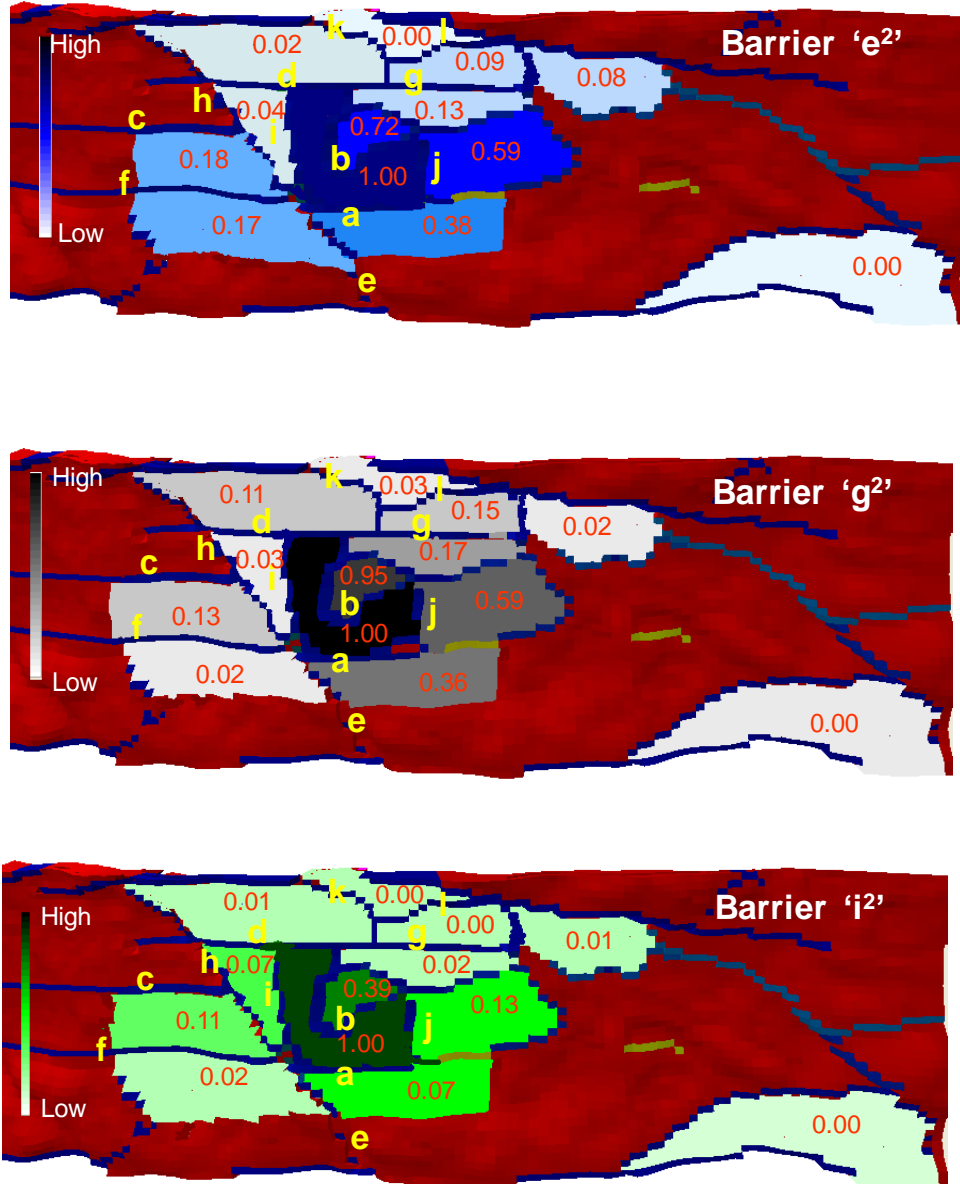 High
k
0.00
l
Barrier ‘e²’
0.02
d
g
0.09
0.08
h
0.04
0.13
c
i
0.72
0.18
b
j
0.59
1.00
f
Low
0.17
a
0.38
e
0.00
High
k
0.03
l
Barrier ‘g²’
0.11
d
g
0.15
0.02
h
0.03
0.17
c
i
0.95
0.13
b
j
0.59
f
1.00
Low
0.02
a
0.36
e
0.00
High
k
0.00
l
Barrier ‘i²’
0.01
d
g
0.00
0.01
h
0.07
0.02
c
i
0.39
0.13
0.11
b
j
f
1.00
Low
0.02
a
0.07
e
0.00